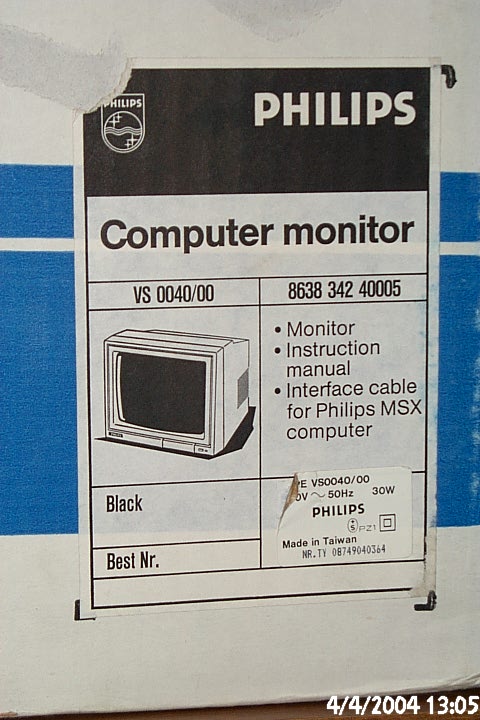 PHILIPS
PHILIPS
Computer monitor
VS 0040/00
8638 342 40005
• Monitor
• Instruction
manual
• Interface cable
for Philips MSX
computer
Black
VS0040/00
50Hz 30W
PHILIPS
Made in Taiwan
NR.TY 08749040364
Best Nr.
4/4/2004 13:05